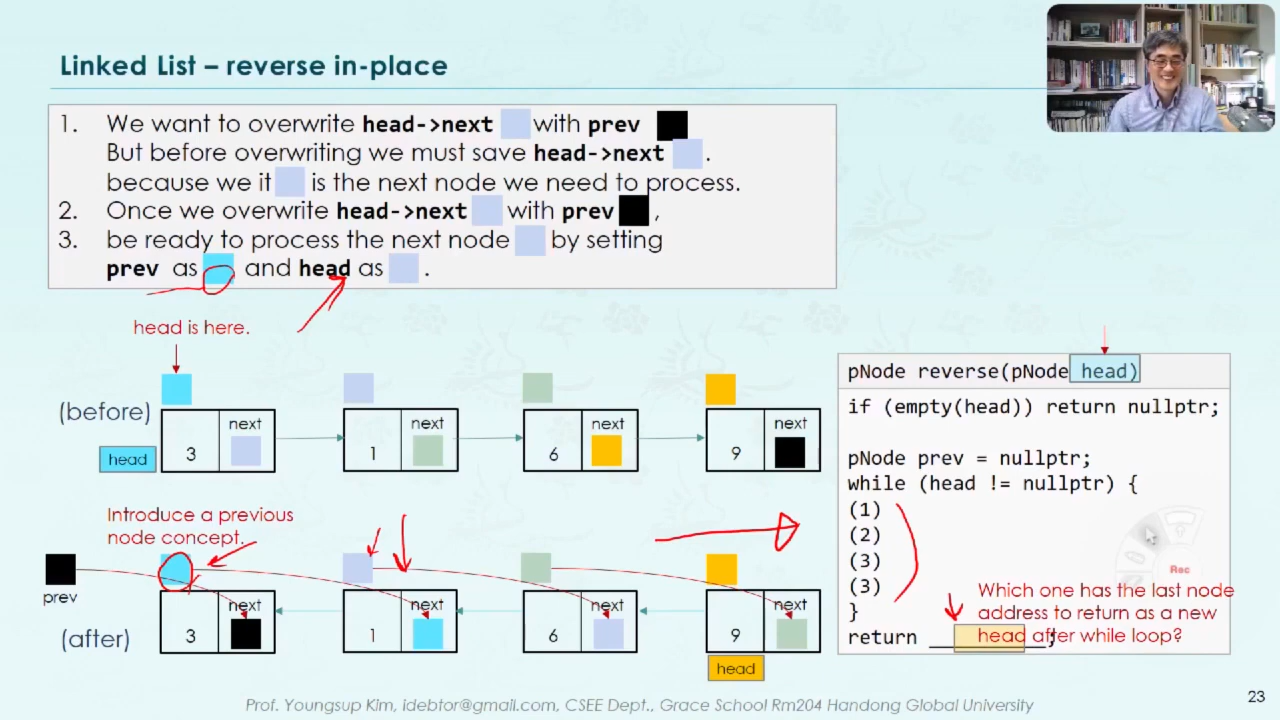 Linked List – reverse in-place
1. We want to overwrite head->next with prev
But before overwriting we must save head->next .
because we it is the next node we need to process.
2. Once we overwrite head->next with prev ,
3. be ready to process the next node by setting
prev as and head as .
head is here.
(before)
head
3 next
1 next
6 next
9 next
Introduce a previous
node concept.
prev
(after)
3 next
1 next
6 next
9 next
head
pNode reverse(pNode head)
if (empty(head)) return nullptr;
pNode prev = nullptr;
while (head != nullptr) {
(1)
(2)
(3)
(3)
}
return __________;
Rec
Which one has the last node
address to return as a new
head after while loop?
Prof. Youngsup Kim, idebtor@gmail.com, CSEE Dept., Grace School Rm204 Handong Global University
23